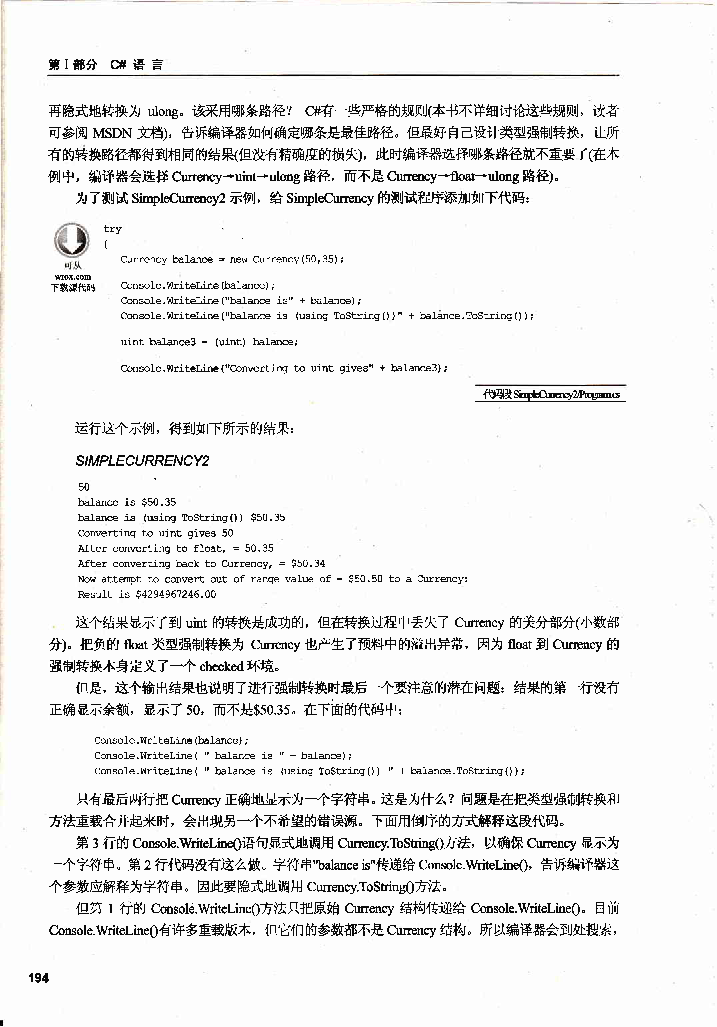 第Ⅰ部分 C# 语 言
再隐式地转换为 ulong。该采用哪条路径？ C#有一些严格的规则(本书不详细讨论这些规则，读者
可参阅 MSDN 文档)，告诉编译器如何确定哪条是最佳路径。但最好自己设计类型强制转换，让所
有的转换路径都得到相同的结果(但没有精确度的损失)，此时编译器选择哪条路径就不重要了(在本
例中，编译器会选择 Currency→uint→ulong 路径，而不是 Currency→float→ulong 路径)。
为了测试 SimpleCurrency2 示例，给 SimpleCurrency 的测试程序添加如下代码：
try
{
可从
wrox.com
下载源代码
Currency balance = new Currency(50,35);
Console.WriteLine(balance);
Console.WriteLine("balance is" + balance);
Console.WriteLine("balance is (using ToString())" + balance.ToString());
uint balance3 = (uint) balance;
Console.WriteLine("Converting to uint gives" + balance3);
代码段 SimpleCurrency2/Program.cs
运行这个示例，得到如下所示的结果：
SIMPLECURRENCY2
50
balance is $50.35
balance is (using ToString()) $50.35
Converting to uint gives 50
After converting to float, = 50.35
After converting back to Currency, = $50.34
Now attempt to convert out of range value of - $50.50 to a Currency:
Result is $4294967246.00
这个结果显示了到 uint 的转换是成功的，但在转换过程中丢失了 Currency 的美分部分(小数部
分)。把负的 float 类型强制转换为 Currency 也产生了预料中的溢出异常，因为 float 到 Currency 的
强制转换本身定义了一个 checked 环境。
但是，这个输出结果也说明了进行强制转换时最后一个要注意的潜在问题：结果的第一行没有
正确显示余额，显示了 50，而不是$50.35。在下面的代码中：
Console.WriteLine(balance);
Console.WriteLine( " balance is " + balance);
Console.WriteLine( " balance is (using ToString()) " + balance.ToString());
只有最后两行把 Currency 正确地显示为一个字符串。这是为什么？问题是在把类型强制转换和
方法重载合并起来时，会出现另一个不希望的错误源。下面用倒序的方式解释这段代码。
第 3 行的 Console.WriteLine()语句显式地调用 Currency.ToString()方法，以确保 Currency 显示为
一个字符串。第 2 行代码没有这么做。字符串"balance is"传递给 Console.WriteLine()，告诉编译器这
个参数应解释为字符串。因此要隐式地调用 Currency.ToString()方法。
但第 1 行的 Console.WriteLine()方法只把原始 Currency 结构传递给 Console.WriteLine()。目前
Console.WriteLine()有许多重载版本，但它们的参数都不是 Currency 结构。所以编译器会到处搜索，
194